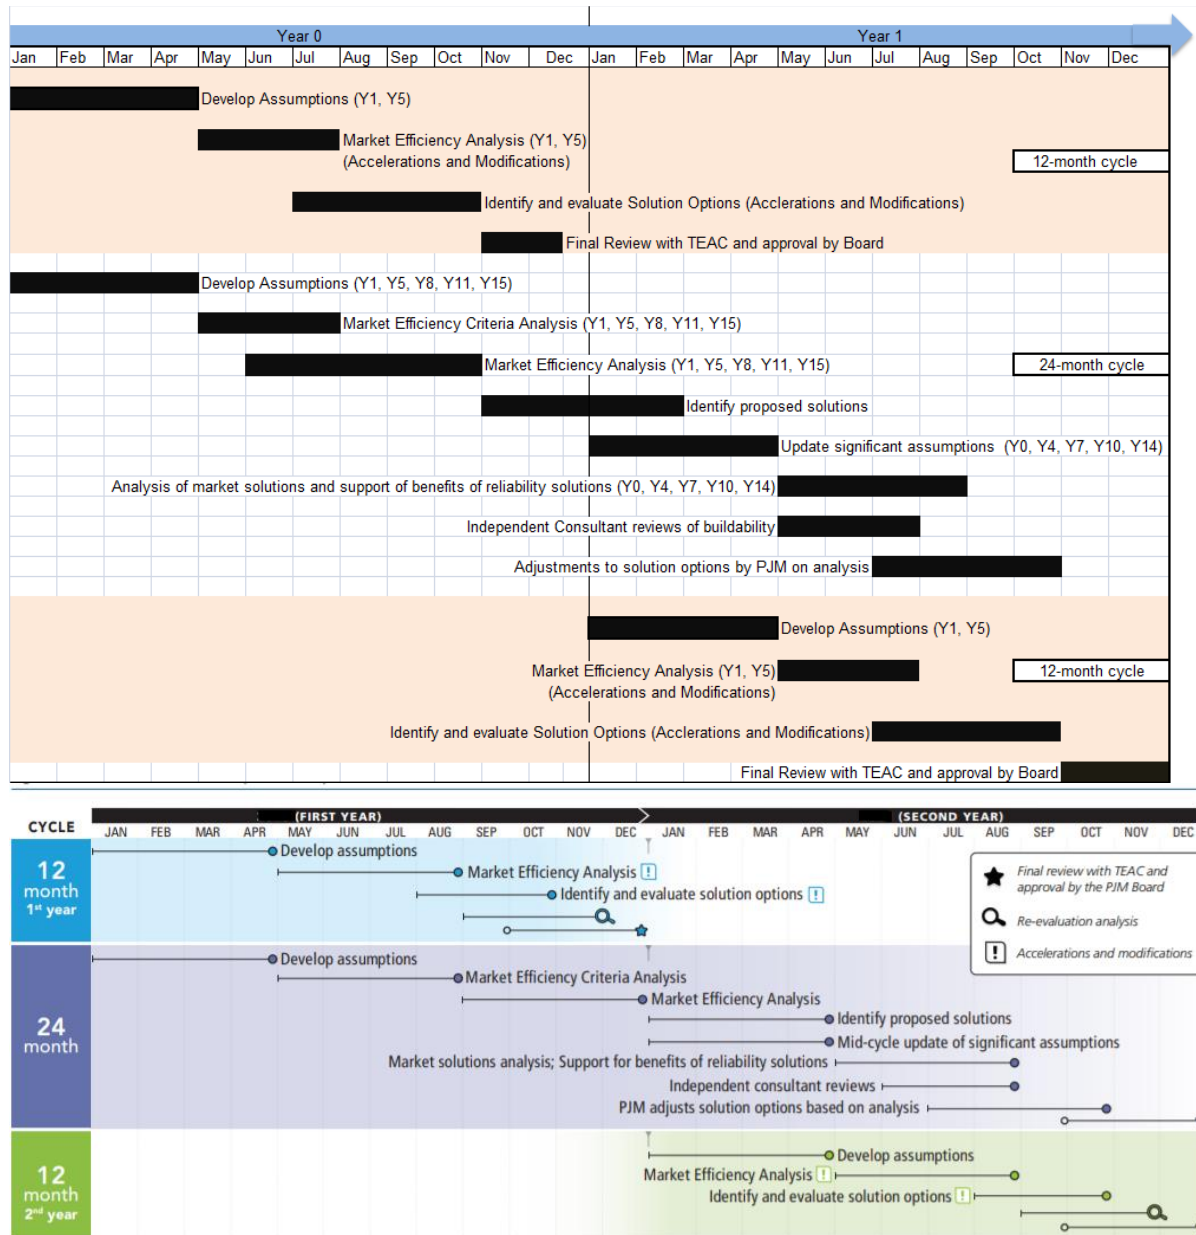 Year 0 Year 1
Jan Feb Mar Apr May Jun Jul Aug Sep Oct Nov Dec Jan Feb Mar Apr May Jun Jul Aug Sep Oct Nov Dec
Develop Assumptions (Y1, Y5)
Market Efficiency Analysis (Y1, Y5)
(Accelerations and Modifications)
12-month cycle
Identify and evaluate Solution Options (Acclerations and Modifications)
Final Review with TEAC and approval by Board
Develop Assumptions (Y1, Y5, Y8, Y11, Y15)
Market Efficiency Criteria Analysis (Y1, Y5, Y8, Y11, Y15)
Market Efficiency Analysis (Y1, Y5, Y8, Y11, Y15)
24-month cycle
Identify proposed solutions
Update significant assumptions (Y0, Y4, Y7, Y10, Y14)
Analysis of market solutions and support of benefits of reliability solutions (Y0, Y4, Y7, Y10, Y14)
Independent Consultant reviews of buildability
Adjustments to solution options by PJM on analysis
Develop Assumptions (Y1, Y5)
Market Efficiency Analysis (Y1, Y5)
(Accelerations and Modifications)
12-month cycle
Identify and evaluate Solution Options (Acclerations and Modifications)
Final Review with TEAC and approval by Board
(FIRST YEAR) (SECOND YEAR)
CYCLE
JAN FEB MAR APR MAY JUN JUL AUG SEP OCT NOV DEC JAN FEB MAR APR MAY JUN JUL AUG SEP OCT NOV DEC
12
month
1st year
Develop assumptions
Market Efficiency Analysis !
Identify and evaluate solution options !
Final review with TEAC and
approval by the PJM Board
Re-evaluation analysis
! Accelerations and modifications
24
month
Develop assumptions
Market Efficiency Criteria Analysis
Market Efficiency Analysis
Identify proposed solutions
Mid-cycle update of significant assumptions
Market solutions analysis; Support for benefits of reliability solutions
Independent consultant reviews
PJM adjusts solution options based on analysis
12
month
2nd year
Develop assumptions
Market Efficiency Analysis !
Identify and evaluate solution options !